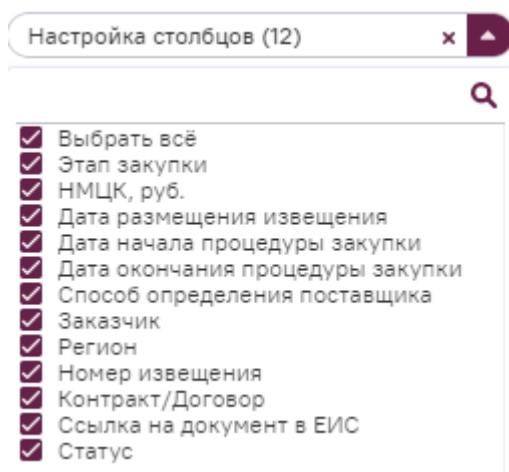 Настройка столбцов (12)
Выбрать всё
Этап закупки
НМЦК, руб.
Дата размещения извещения
Дата начала процедуры закупки
Дата окончания процедуры закупки
Способ определения поставщика
Заказчик
Регион
Номер извещения
Контракт/Договор
Ссылка на документ в ЕИС
Статус